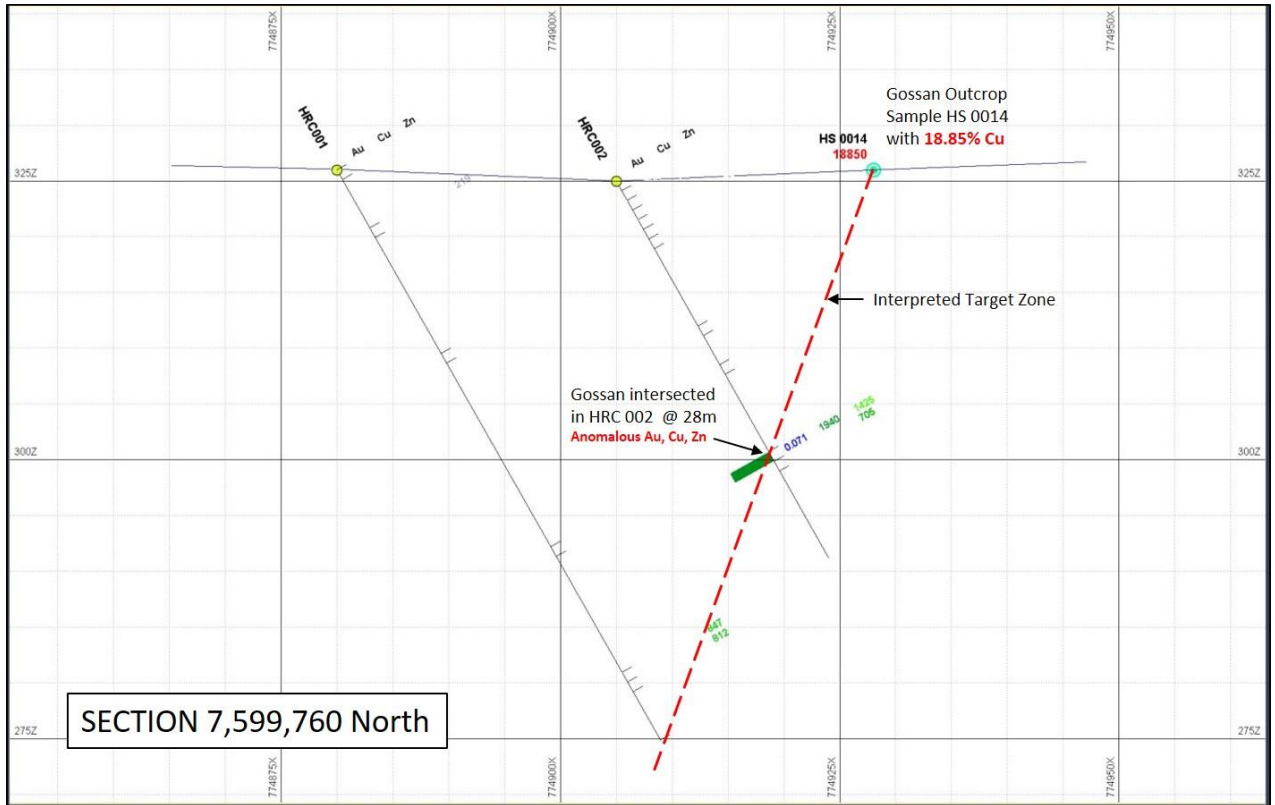 774875X
774900X
774925X
774950X
HRC001
Au Cu Zn
HRC002
Au Cu Zn
Gossan Outcrop
Sample HS 0014
with 18.85% Cu
HS 0014
18850
325Z
325Z
219
Interpreted Target Zone
Gossan intersected
in HRC 002 @ 28m
Anomalous Au, Cu, Zn
0.071
1940
1425
705
300Z
300Z
847
812
SECTION 7,599,760 North
275Z
275Z
774875X
774900X
774925X
774950X